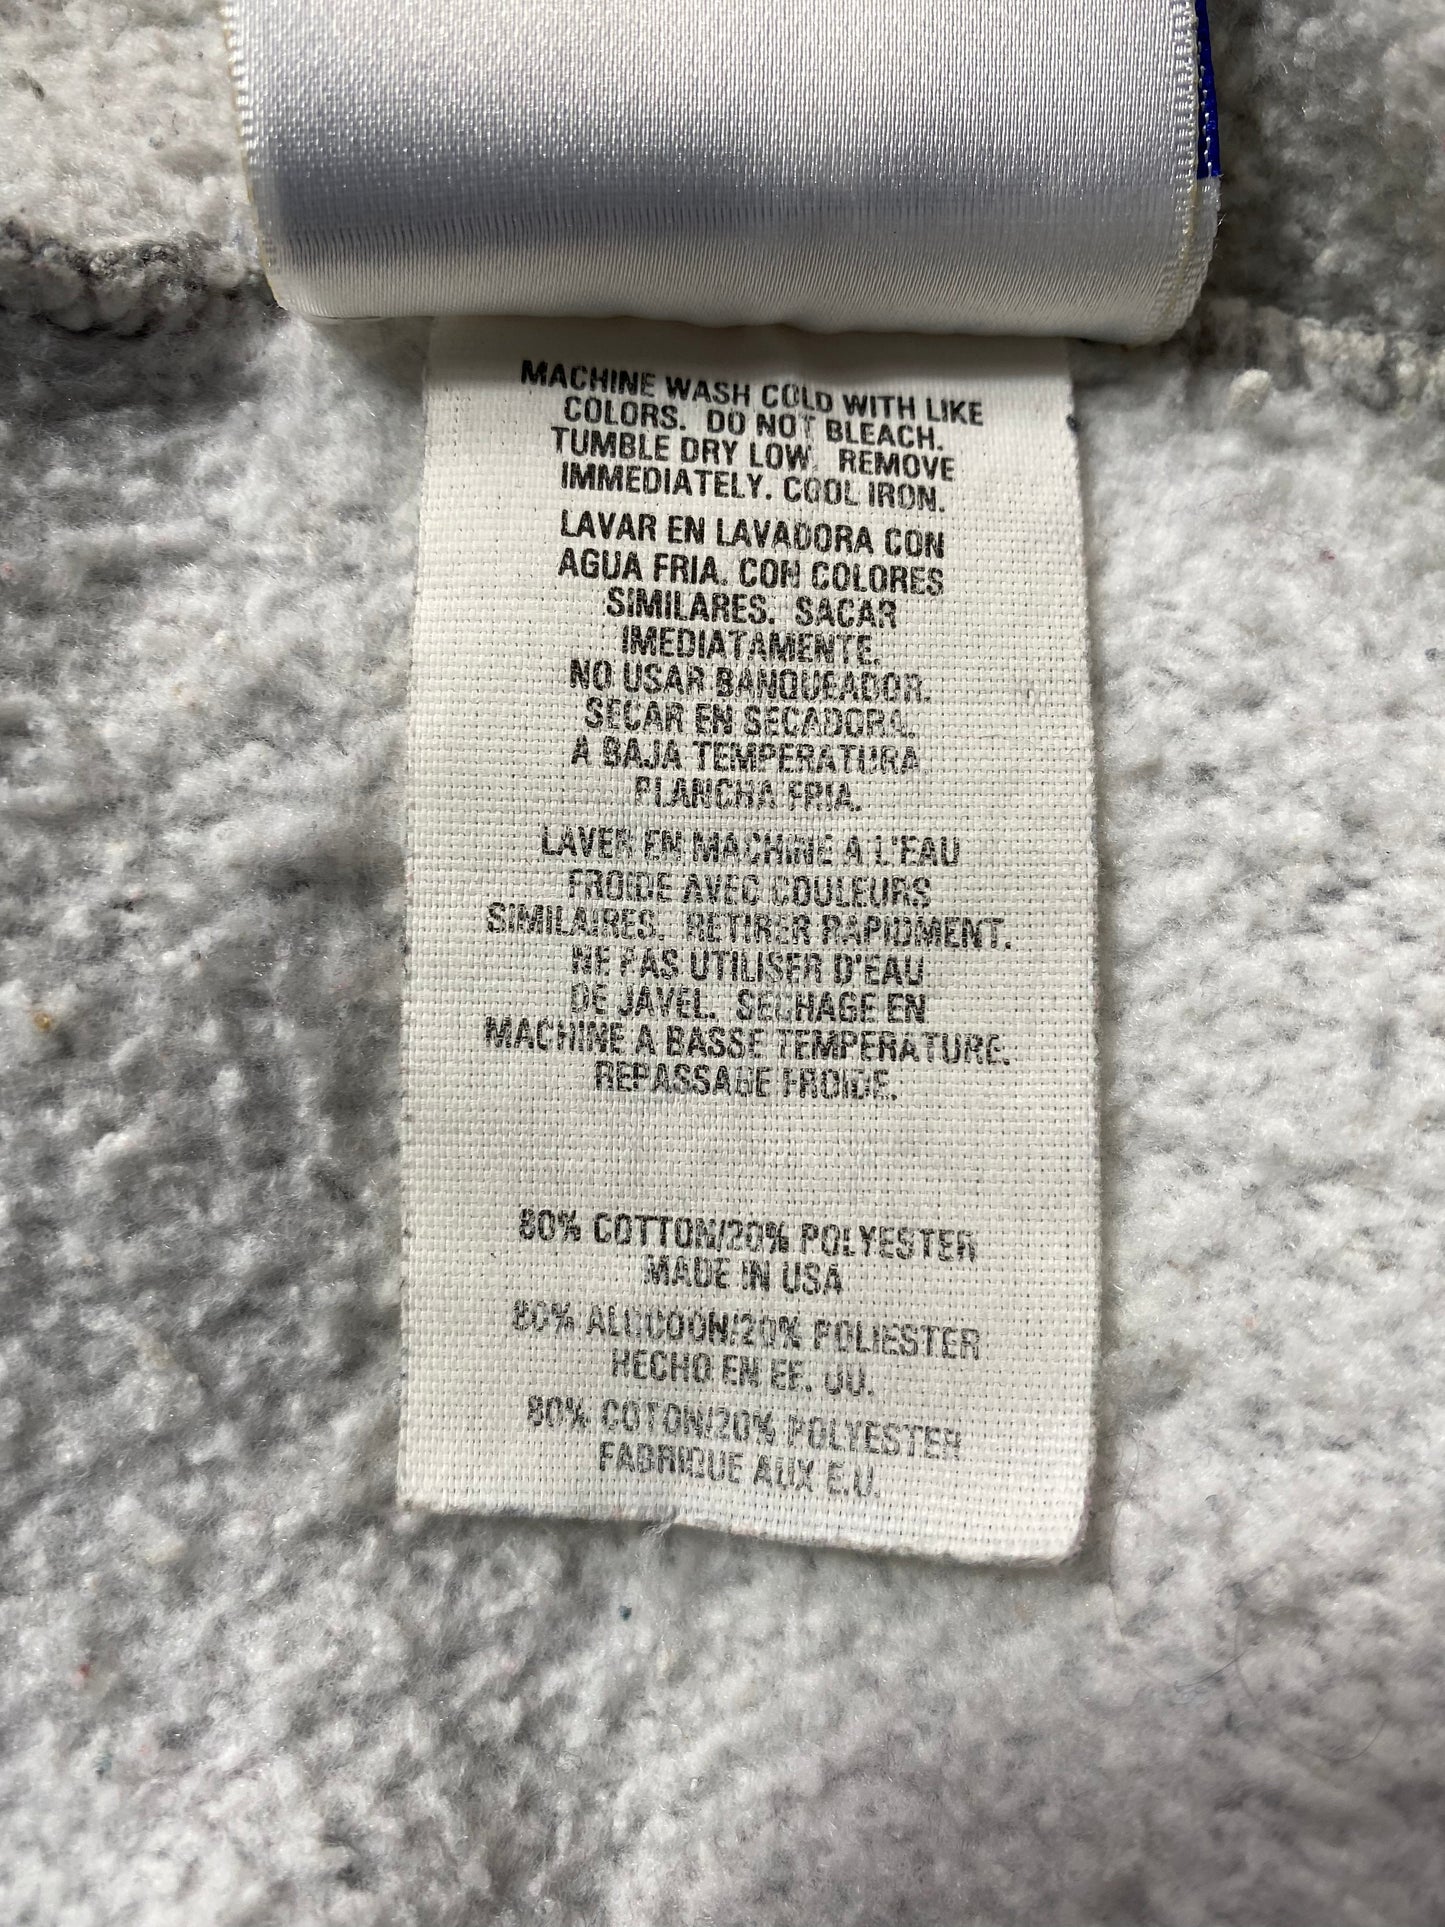 MACHINE WASH COLD WITH LIKE
COLORS. DO NOT BLEACH.
TUMBLE DRY LOW. REMOVE
IMMEDIATELY. COOL IRON.
LAVAR EN LAVADORA CON
AGUA FRIA. CON COLORES
SIMILARES. SACAR
IMEDIATAMENTE.
NO USAR BANQUEADOR.
SECAR EN SECADORA.
A BAJA TEMPERATURA
PLANCHA FRIA.
LAVER EN MACHINE A L'EAU
FROIDE AVEC COULEURS
SIMILAIRES. RETIRER RAPIDMENT.
NE PAS UTILISER D'EAU
DE JAVEL. SECHAGE EN
MACHINE A BASSE TEMPERATURE.
REPASSAGE FROIDE.
80% COTTON/20% POLYESTER
MADE IN USA
80% ALGOCOON/20% POLIESTER
HECHO EN EE. UU.
80% COTON/20% POLYESTER
FABRIQUE AUX E.U.